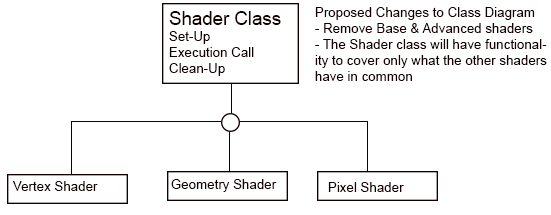 Shader Class
Set-Up
Execution Call
Clean-Up
Proposed Changes to Class Diagram
- Remove Base & Advanced shaders
- The Shader class will have functional-
ity to cover only what the other shaders
have in common
Vertex Shader
Geometry Shader
Pixel Shader